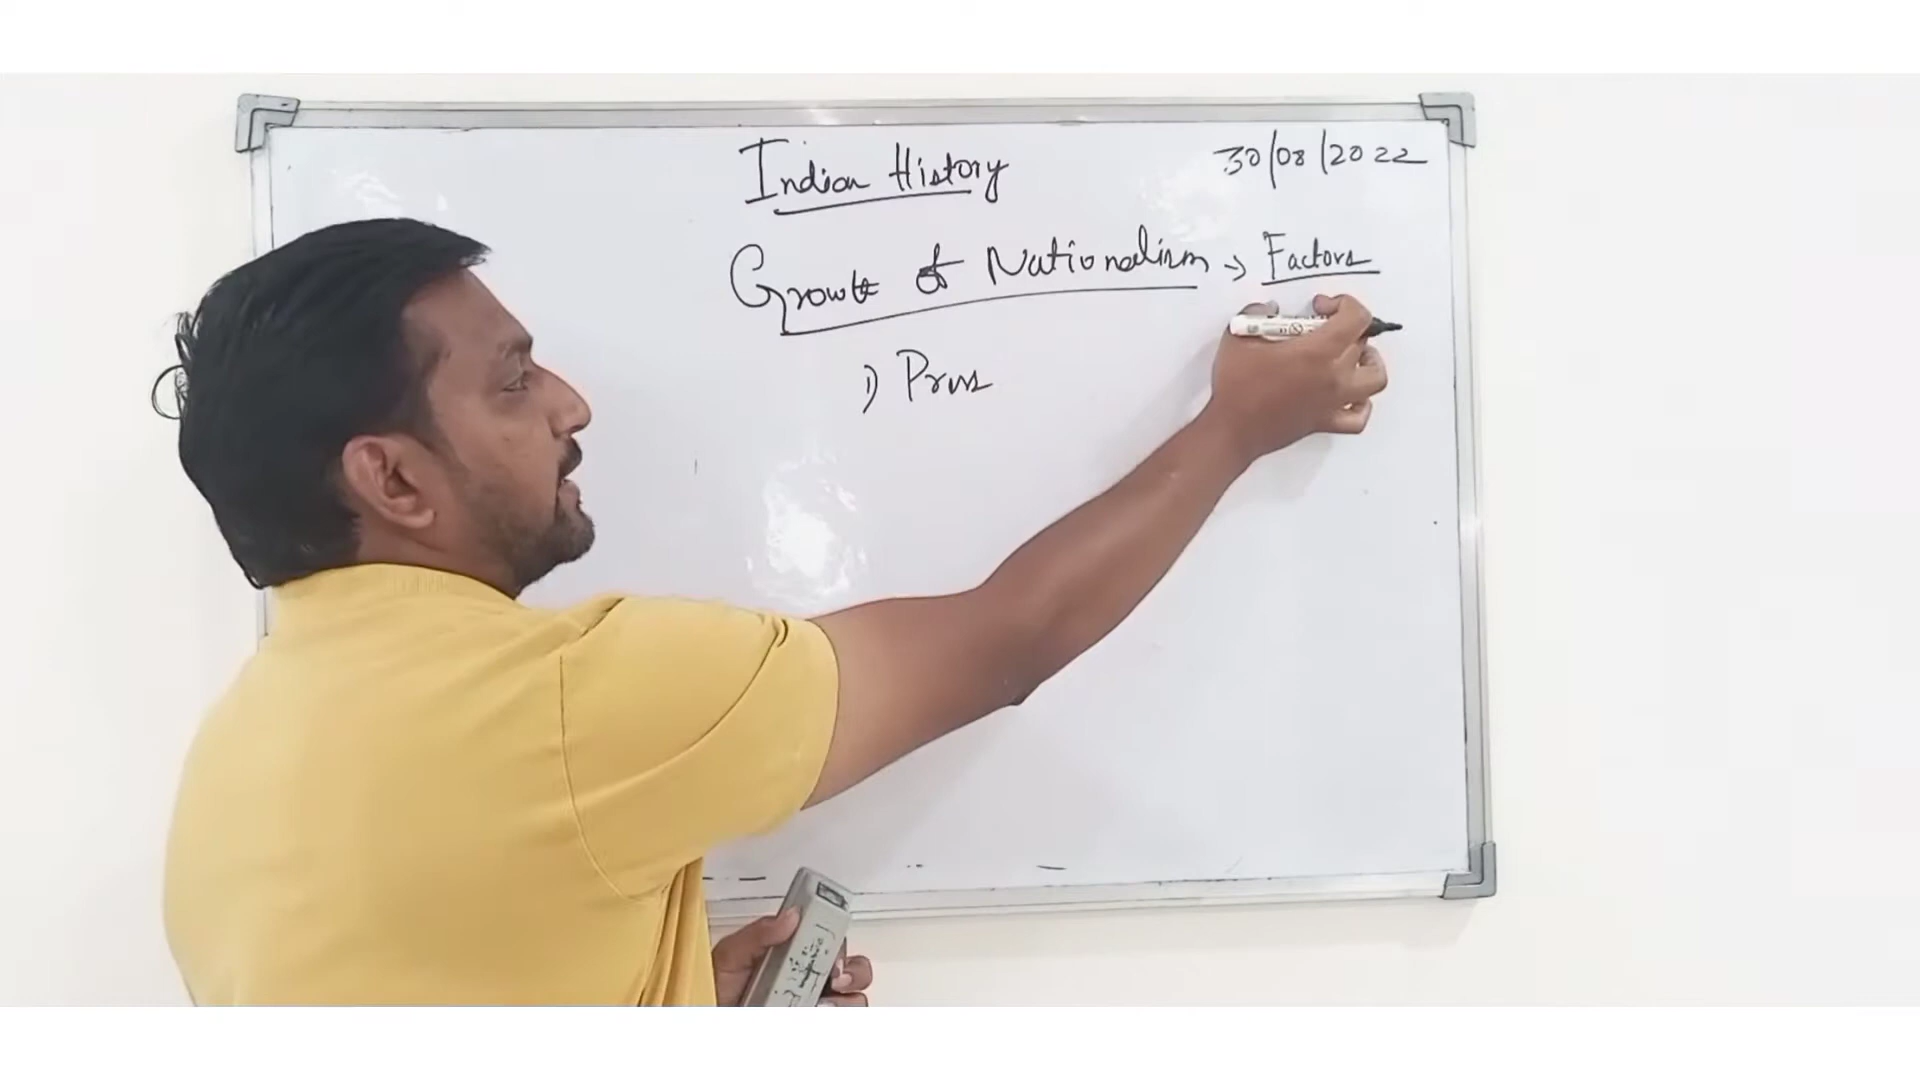 Indian History
30/08/2022
Growth of Nationalism → Factors
1) Press